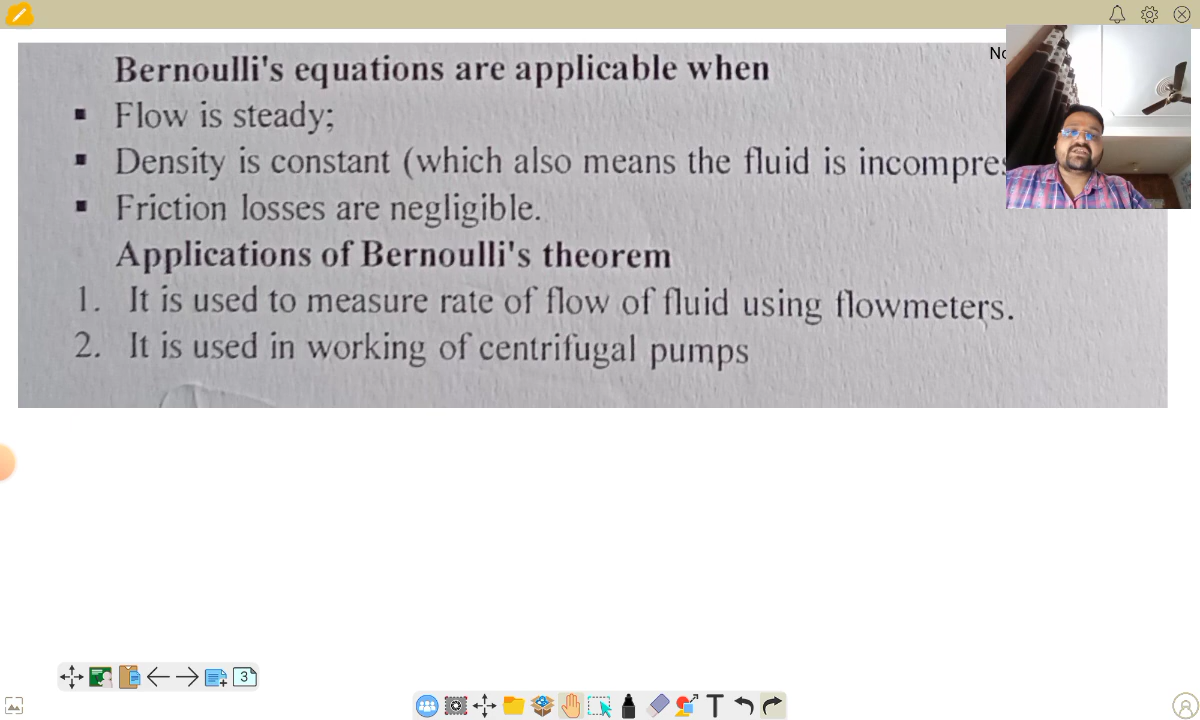 Bernoulli's equations are applicable when
▪ Flow is steady;
▪ Density is constant (which also means the fluid is
▪ Friction losses are negligible.
Applications of Bernoulli's theorem
1. It is used to measure rate of flow of fluid using flowmeters.
2. It is used in working of centrifugal pumps
3